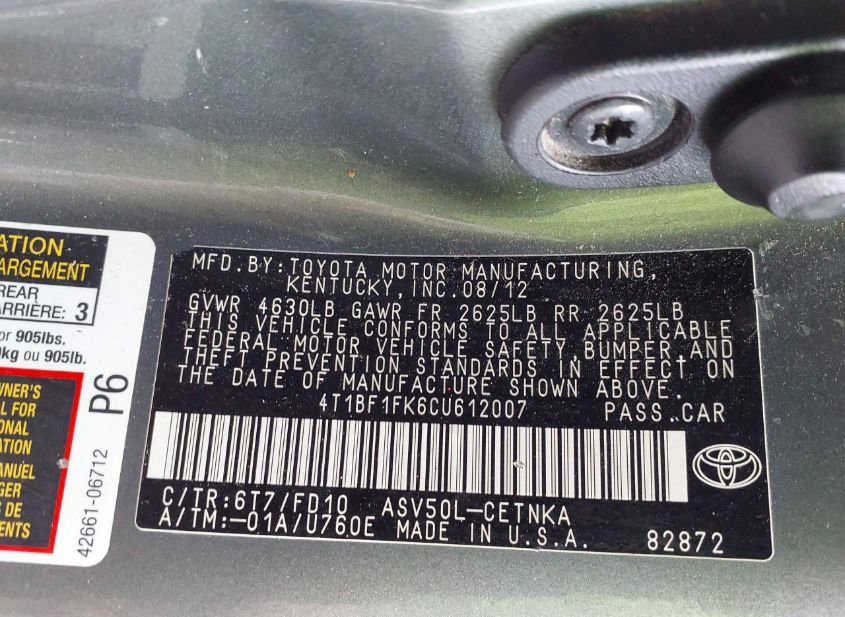 ATION
ARGEMENT
REAR
ARRIÈRE: 3
or 905lbs.
kg ou 905lb.
WNER'S
L FOR
ONAL
ATION
ANUEL
GER
S DE
ENTS
P6
42661-06712
MFD.BY:TOYOTA MOTOR MANUFACTURING,
KENTUCKY, INC.08/12
GVWR 4630LB GAWR FR 2625LB RR 2625LB
THIS VEHICLE CONFORMS TO ALL APPLICABLE
FEDERAL MOTOR VEHICLE SAFETY,BUMPER,AND
THEFT PREVENTION STANDARDS IN EFFECT ON
THE DATE OF MANUFACTURE SHOWN ABOVE.
4T1BF1FK6CU612007 PASS.CAR
C/TR:6T7/FD10 ASV50L-CETNKA
A/TM:-01A/U760E MADE IN U.S.A. 82872